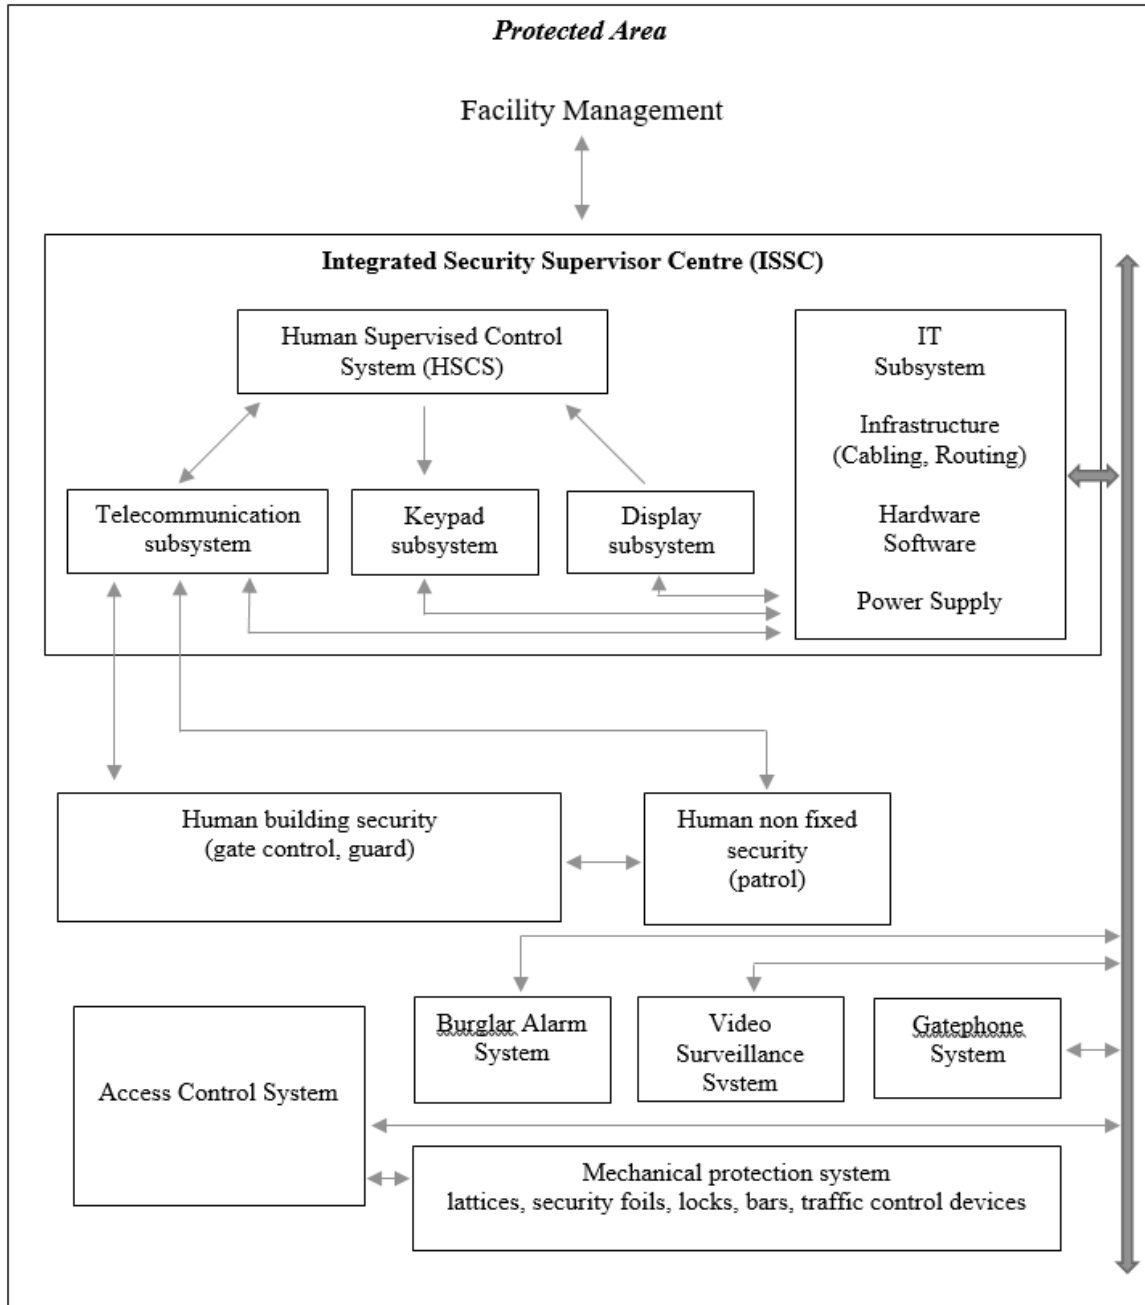 Protected Area
Facility Management
Integrated Security Supervisor Centre (ISSC)
Human Supervised Control
System (HSCS)
IT
Subsystem
Infrastructure
(Cabling, Routing)
Hardware
Software
Power Supply
Telecommunication
subsystem
Keypad
subsystem
Display
subsystem
Human building security
(gate control, guard)
Human non fixed
security
(patrol)
Burglar Alarm
System
Video
Surveillance
System
Gatephone
System
Access Control System
Mechanical protection system
lattices, security foils, locks, bars, traffic control devices